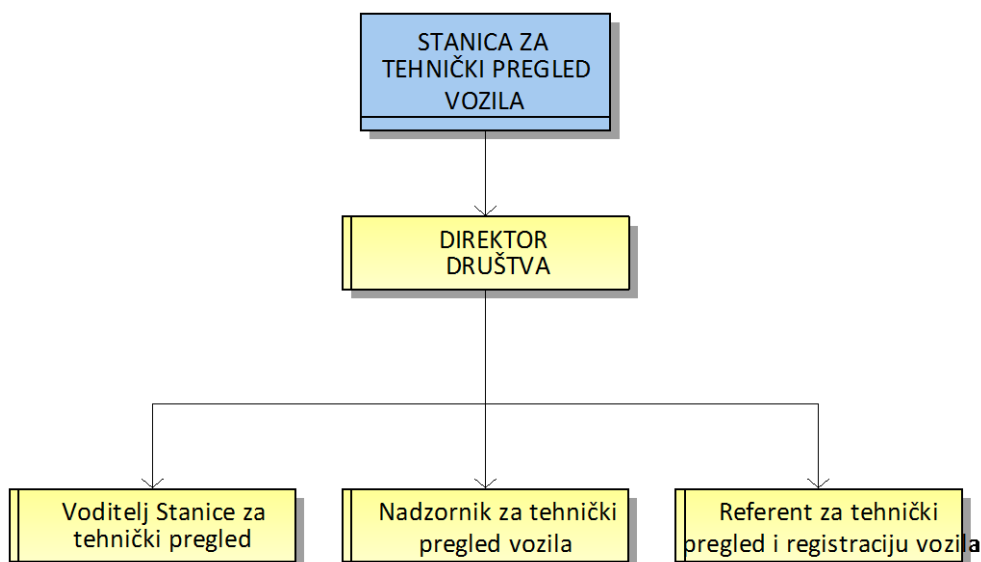 STANICA ZA
TEHNIČKI PREGLED
VOZILA
DIREKTOR
DRUŠTVA
Voditelj Stanice za
tehnički pregled
Nadzornik za tehnički
pregled vozila
Referent za tehnički
pregled i registraciju vozila